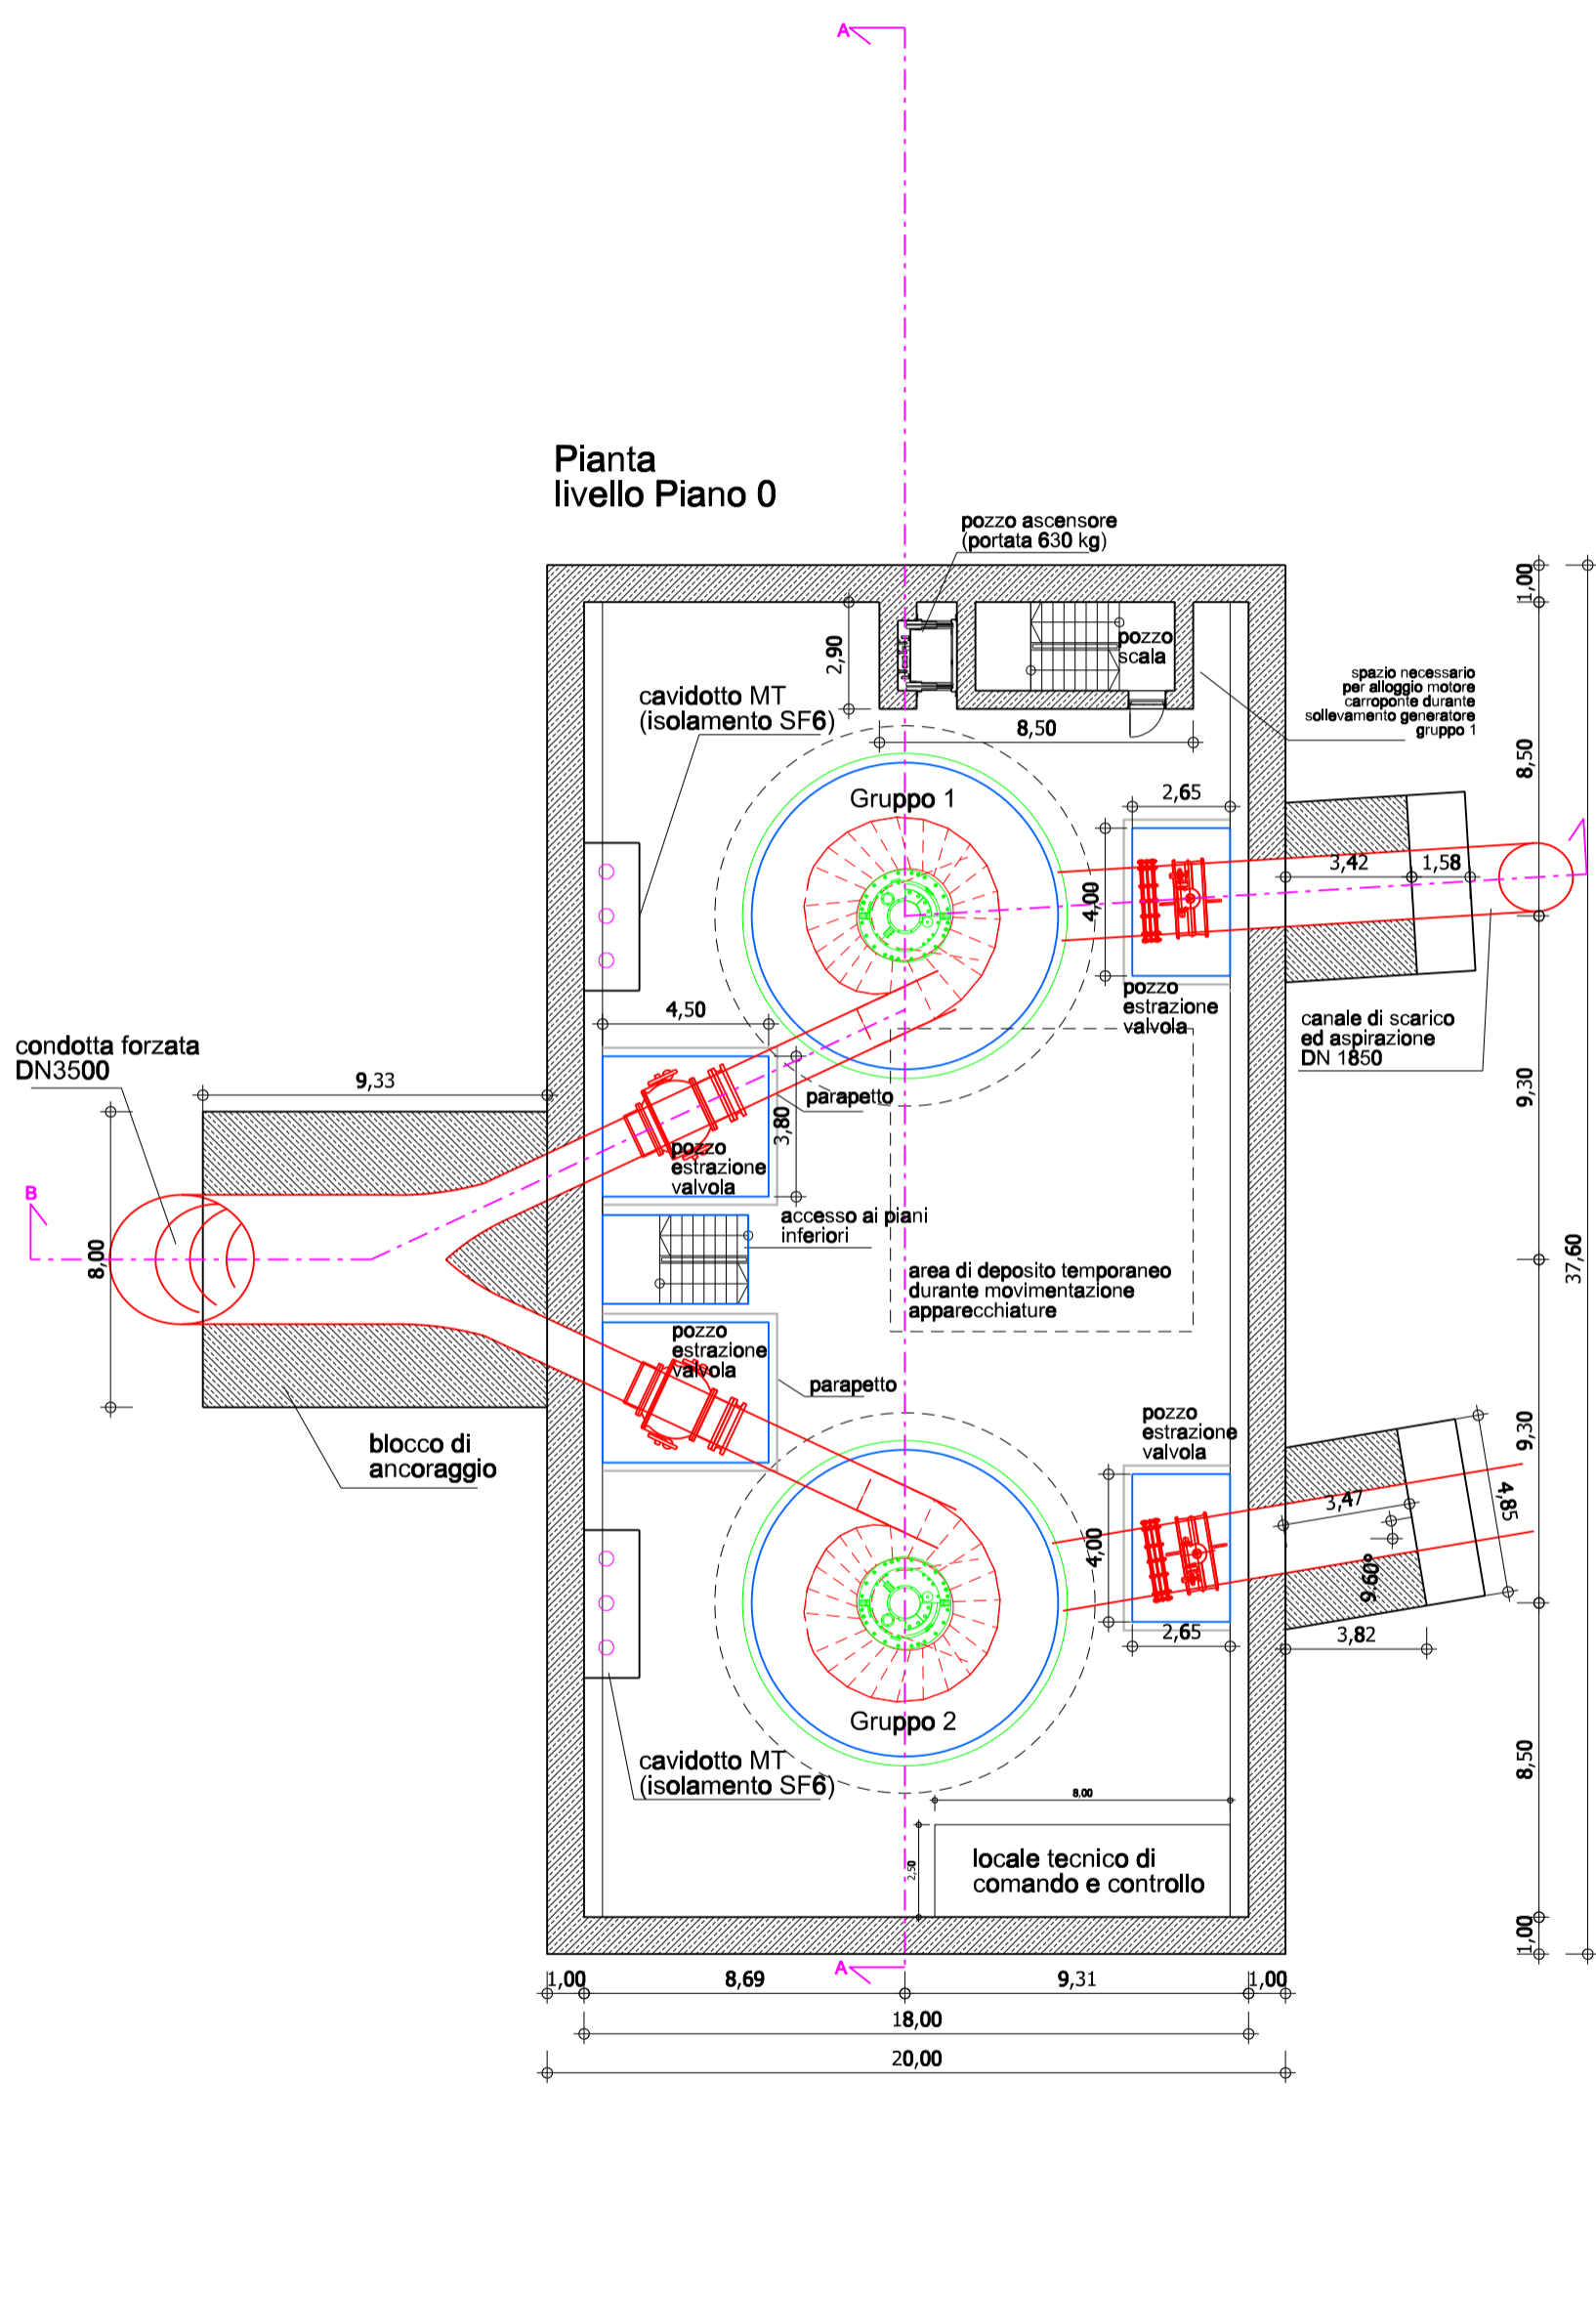 A
Pianta
livello Piano 0
pozzo ascensore
(portata 630 kg)
1,00
2,90
pozzo
scala
cavidotto MT
(isolamento SF6)
spazio necessario
per alloggio motore
carroponte durante
sollevamento generatore
gruppo 1
8,50
8,50
Gruppo 1
2,65
3,42
1,58
4,00
pozzo
estrazione
valvola
4,50
canale di scarico
ed aspirazione
DN 1850
condotta forzata
DN3500
9,33
parapetto
3,80
9,30
pozzo
estrazione
valvola
B
accesso ai piani
inferiori
8,00
37,60
area di deposito temporaneo
durante movimentazione
apparecchiature
pozzo
estrazione
valvola
parapetto
pozzo
estrazione
valvola
9,30
blocco di
ancoraggio
3,47
4,85
4,00
9.60°
2,65
3,82
Gruppo 2
cavidotto MT
(isolamento SF6)
8,50
8,00
2,50
locale tecnico di
comando e controllo
1,00
A
1,00
8,69
9,31
1,00
18,00
20,00